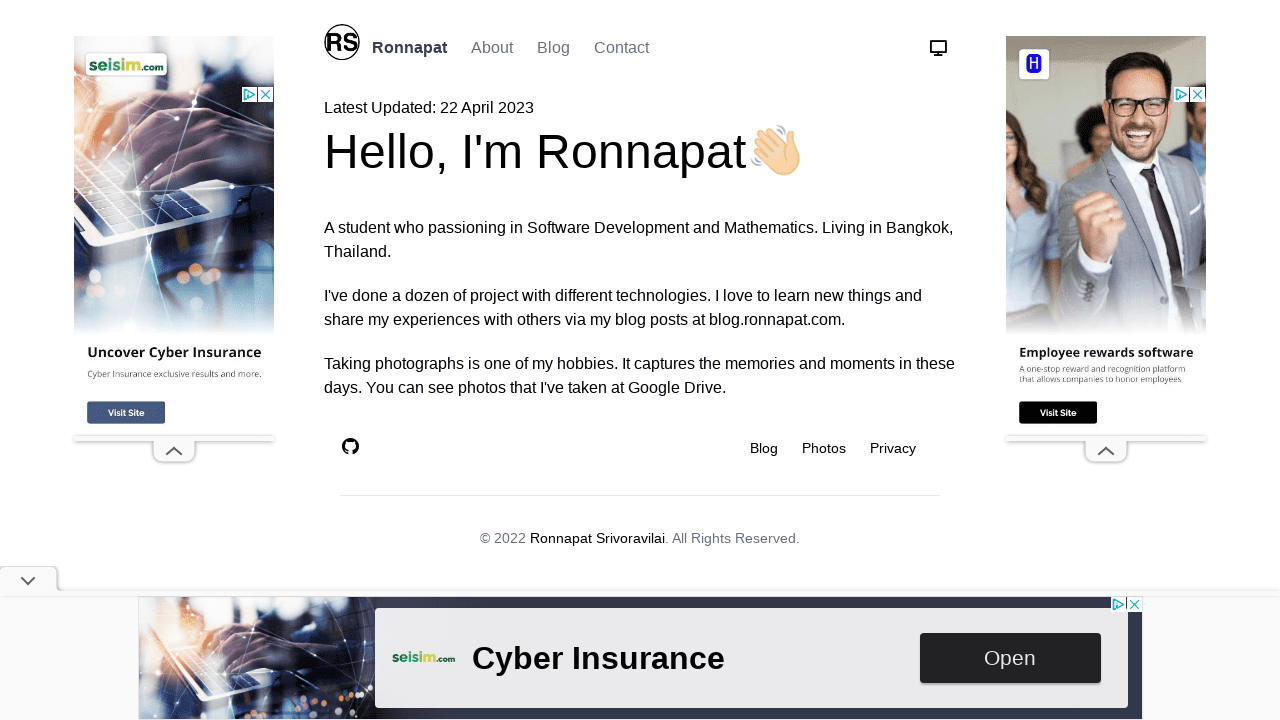 RS
Ronnapat About Blog Contact
Latest Updated: 22 April 2023
Hello, I'm Ronnapat👋🏼
A student who passioning in Software Development and Mathematics. Living in Bangkok,
Thailand.
I've done a dozen of project with different technologies. I love to learn new things and
share my experiences with others via my blog posts at blog.ronnapat.com.
Taking photographs is one of my hobbies. It captures the memories and moments in these
days. You can see photos that I've taken at Google Drive.
Blog Photos Privacy
© 2022 Ronnapat Srivoravilai. All Rights Reserved.
seisim.com
Uncover Cyber Insurance
Cyber Insurance exclusive results and more.
Visit Site
H
Employee rewards software
A one-stop reward and recognition platform
that allows companies to honor employees
Visit Site
seisim.com
Cyber Insurance
Open